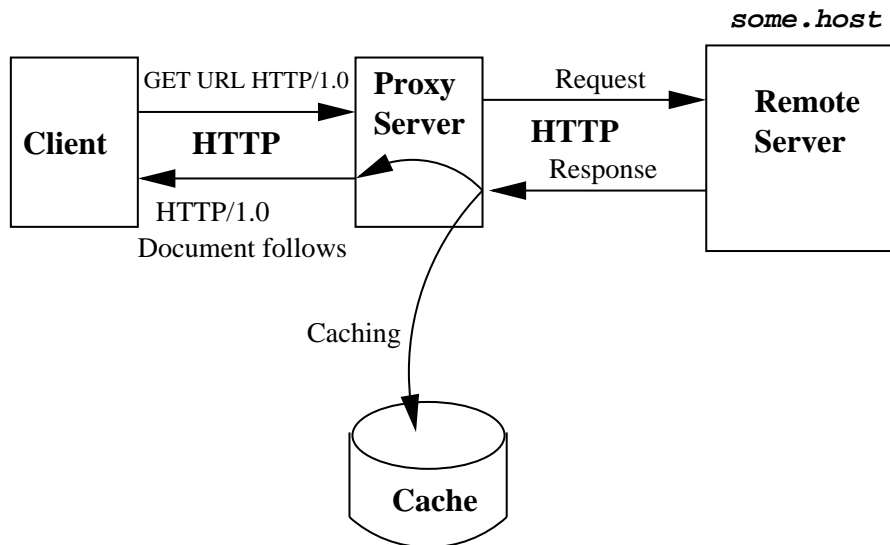 some.host
GET URL HTTP/1.0
Proxy
Server
Request
Remote
Server
Client
HTTP
HTTP
Response
HTTP/1.0
Document follows
Caching
Cache